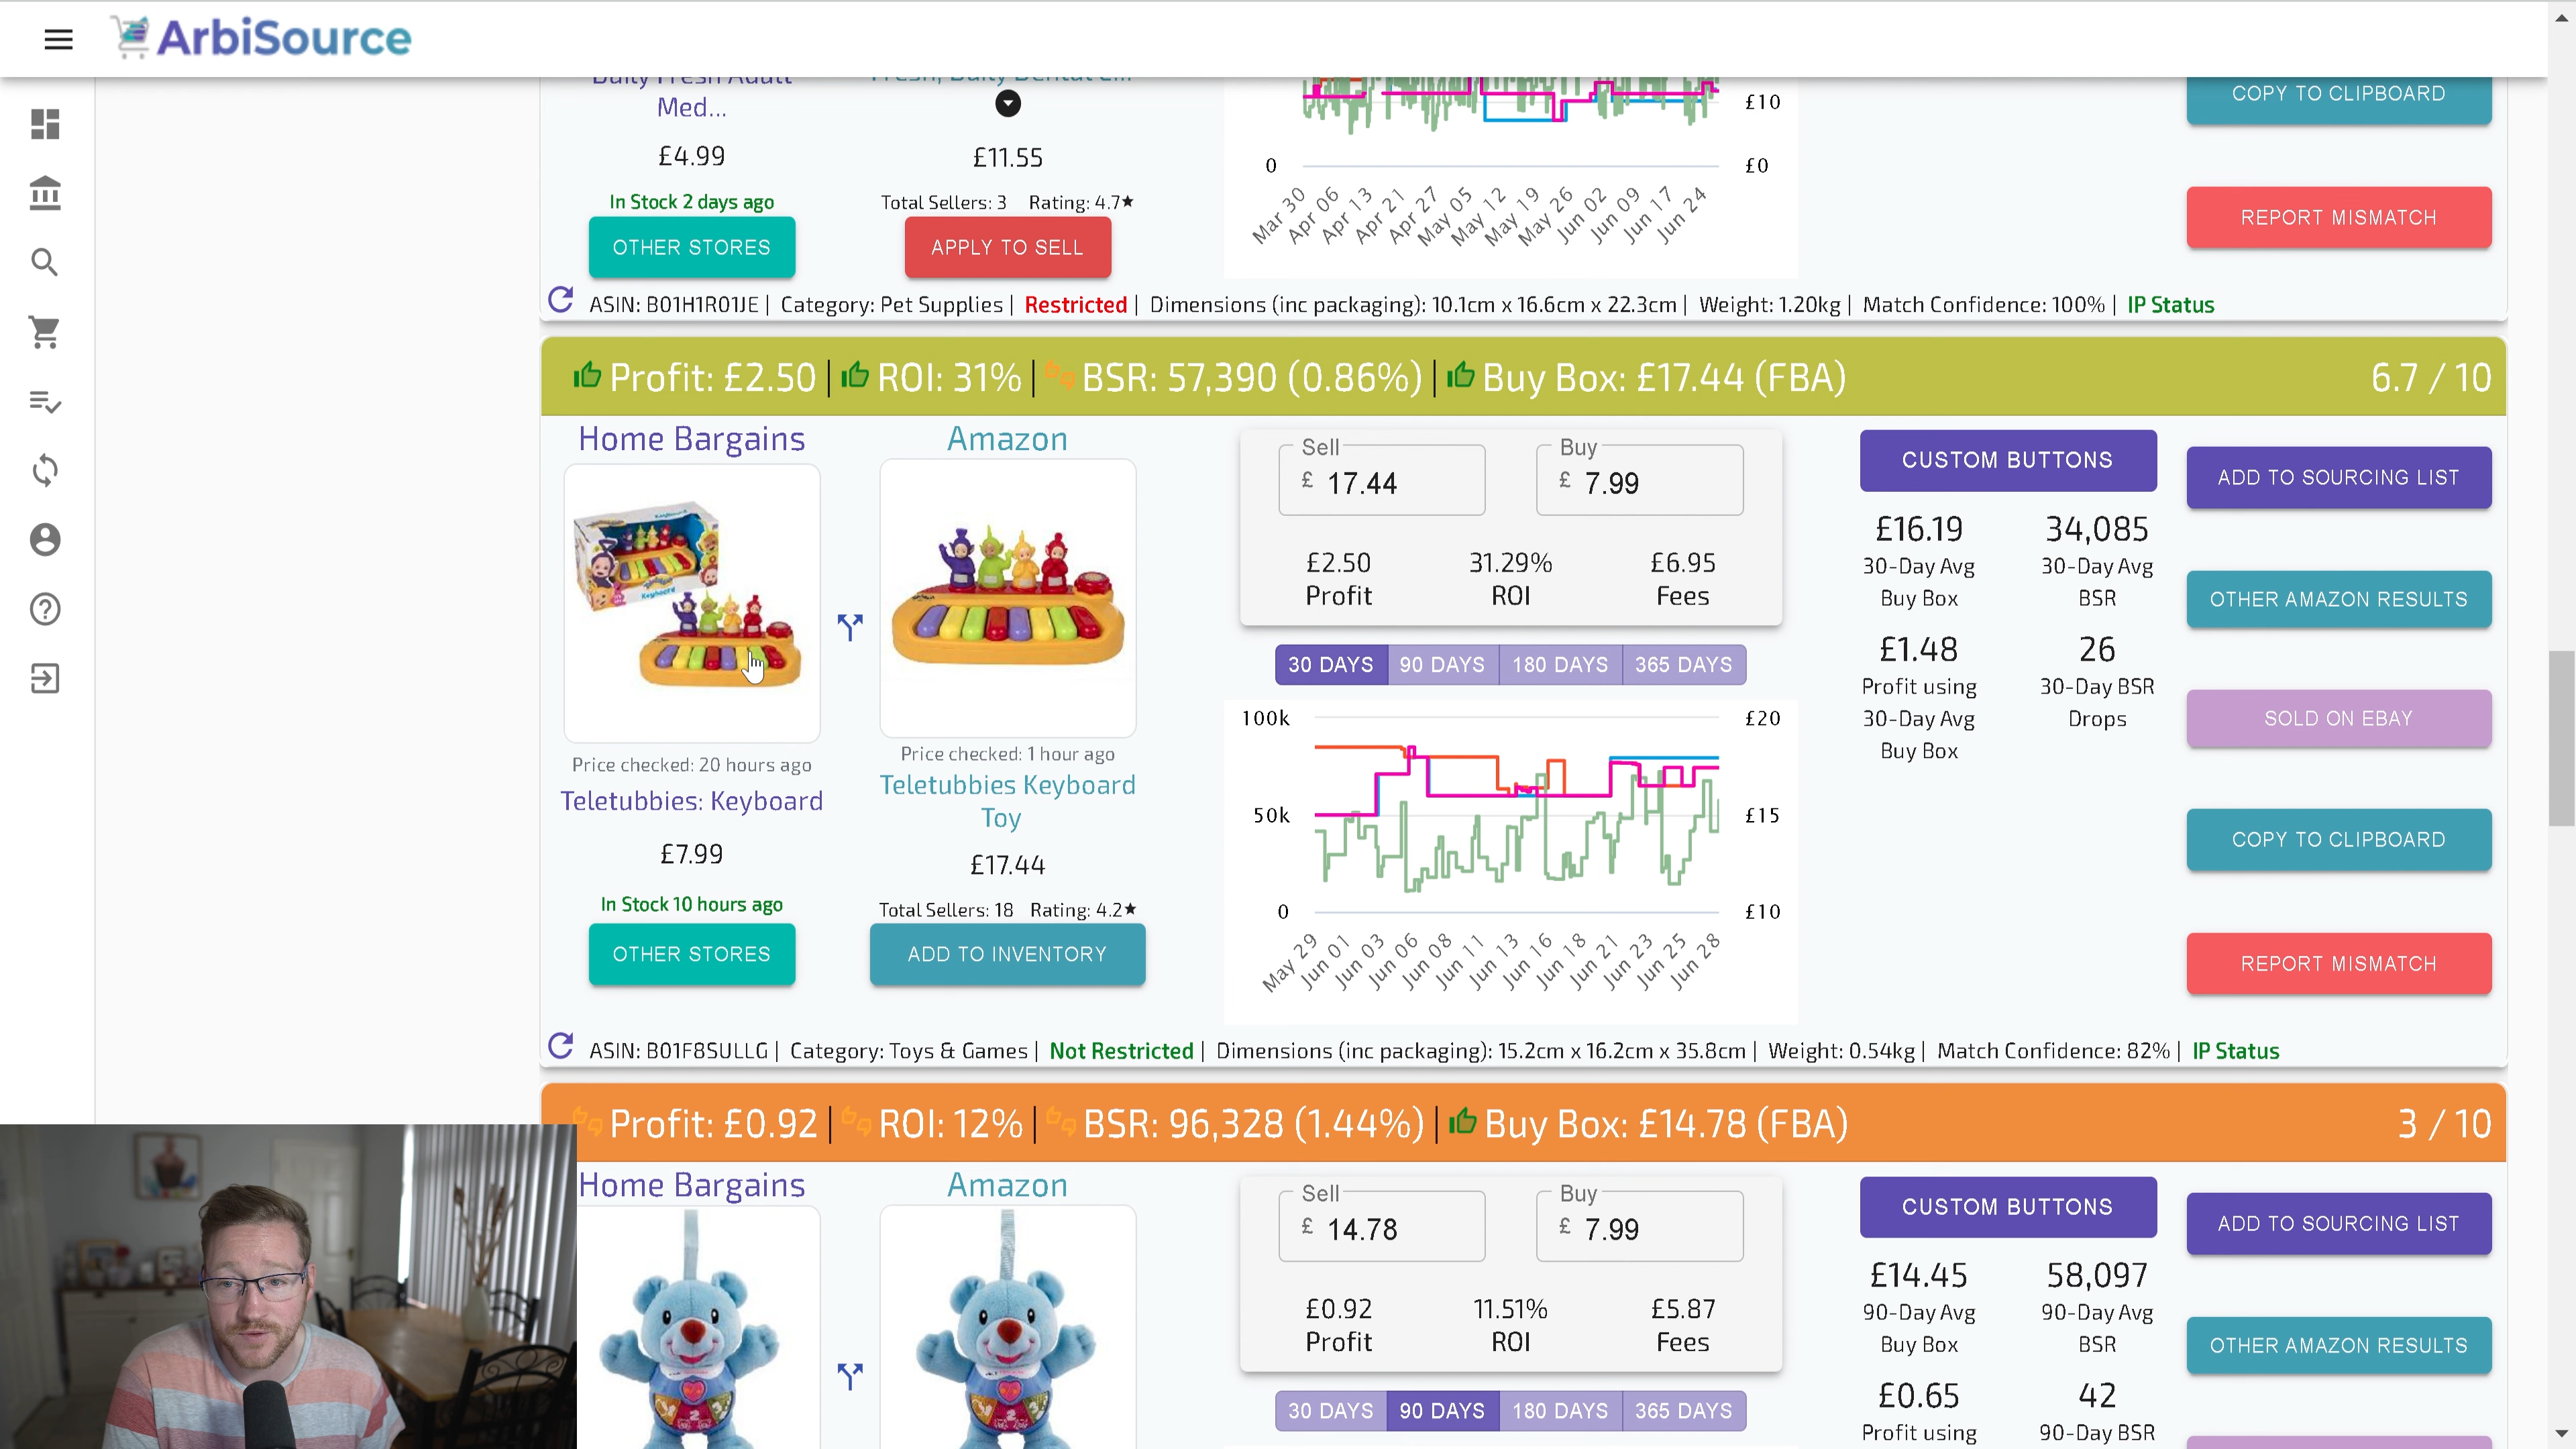 ArbiSource
Daily Fresh Adult
Med...
£4.99
In Stock 2 days ago
OTHER STORES
Fresh, Daily Dental C...
£11.55
Total Sellers: 3 Rating: 4.7★
APPLY TO SELL
£10
0 £0
Mar 30 Apr 06 Apr 13 Apr 21 Apr 27 May 05 May 12 May 19 May 26 Jun 02 Jun 09 Jun 17 Jun 24
COPY TO CLIPBOARD
REPORT MISMATCH
ASIN: B01H1R01JE | Category: Pet Supplies | Restricted | Dimensions (inc packaging): 10.1cm x 16.6cm x 22.3cm | Weight: 1.20kg | Match Confidence: 100% | IP Status
Profit: £2.50 | ROI: 31% | BSR: 57,390 (0.86%) | Buy Box: £17.44 (FBA) 6.7 / 10
Home Bargains
Price checked: 20 hours ago
Teletubbies: Keyboard
£7.99
In Stock 10 hours ago
OTHER STORES
Amazon
Price checked: 1 hour ago
Teletubbies Keyboard
Toy
£17.44
Total Sellers: 18 Rating: 4.2★
ADD TO INVENTORY
Sell Buy
£ 17.44 £ 7.99
£2.50 31.29% £6.95
Profit ROI Fees
30 DAYS 90 DAYS 180 DAYS 365 DAYS
100k £20
50k £15
0 £10
May 29 Jun 01 Jun 03 Jun 06 Jun 08 Jun 11 Jun 13 Jun 16 Jun 18 Jun 21 Jun 23 Jun 25 Jun 28
CUSTOM BUTTONS
£16.19 34,085
30-Day Avg 30-Day Avg
Buy Box BSR
£1.48 26
Profit using 30-Day BSR
30-Day Avg Drops
Buy Box
ADD TO SOURCING LIST
OTHER AMAZON RESULTS
SOLD ON EBAY
COPY TO CLIPBOARD
REPORT MISMATCH
ASIN: B01F8SULLG | Category: Toys & Games | Not Restricted | Dimensions (inc packaging): 15.2cm x 16.2cm x 35.8cm | Weight: 0.54kg | Match Confidence: 82% | IP Status
Profit: £0.92 | ROI: 12% | BSR: 96,328 (1.44%) | Buy Box: £14.78 (FBA) 3 / 10
Home Bargains
Amazon
Sell Buy
£ 14.78 £ 7.99
£0.92 11.51% £5.87
Profit ROI Fees
30 DAYS 90 DAYS 180 DAYS 365 DAYS
CUSTOM BUTTONS
£14.45 58,097
90-Day Avg 90-Day Avg
Buy Box BSR
£0.65 42
Profit using 90-Day BSR
ADD TO SOURCING LIST
OTHER AMAZON RESULTS